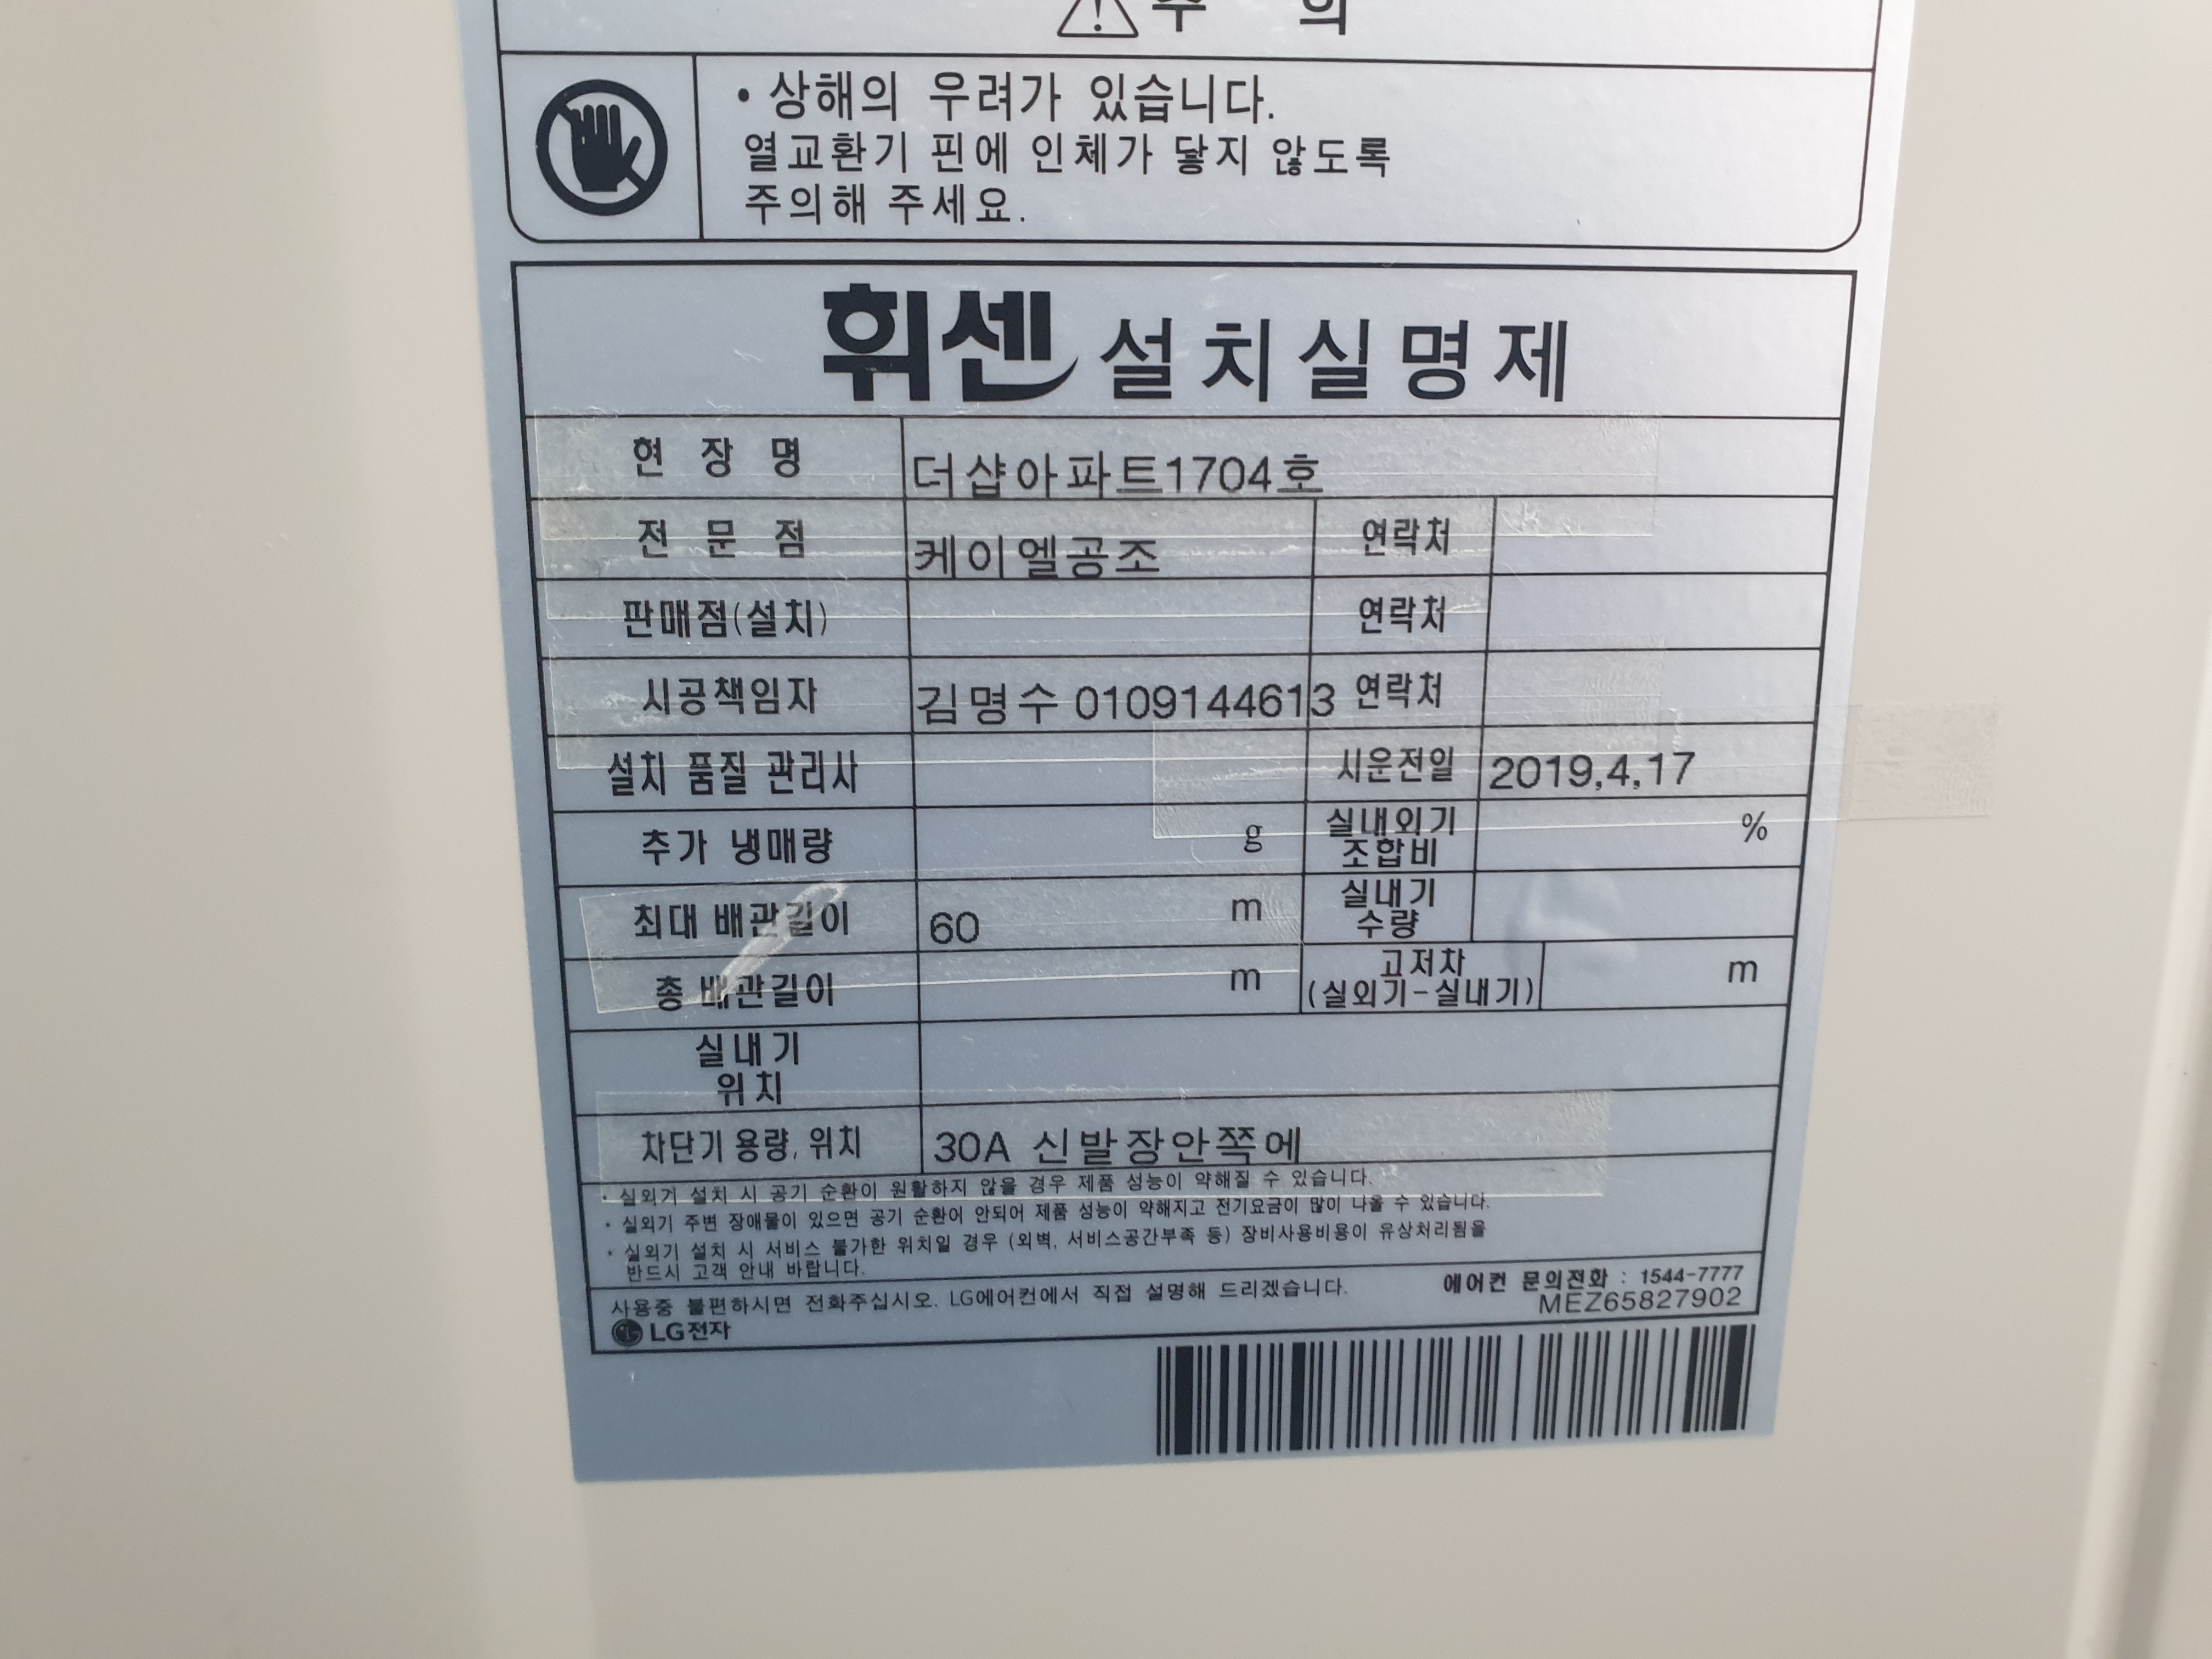 주 의
• 상해의 우려가 있습니다.
열교환기 핀에 인체가 닿지 않도록
주의해 주세요.
휘센 설치실명제
현 장 명 더샵아파트1704호
전 문 점 케이엘공조 연락처
판매점(설치) 연락처
시공책임자 김명수 0109144613 연락처
설치 품질 관리사 시운전일 2019,4,17
추가 냉매량 g 실내외기 조합비 %
최대 배관길이 60 m 실내기 수량
총 배관길이 m 고저차 (실외기-실내기) m
실내기 위치
차단기 용량, 위치 30A 신발장안쪽에
• 실외기 설치 시 공기 순환이 원활하지 않을 경우 제품 성능이 약해질 수 있습니다.
• 실외기 주변 장애물이 있으면 공기 순환이 안되어 제품 성능이 약해지고 전기요금이 많이 나올 수 있습니다.
• 실외기 설치 시 서비스 불가한 위치일 경우 (외벽, 서비스공간부족 등) 장비사용비용이 유상처리됨을
반드시 고객 안내 바랍니다.
사용중 불편하시면 전화주십시오. LG에어컨에서 직접 설명해 드리겠습니다. 에어컨 문의전화 : 1544-7777
MEZ65827902
LG전자